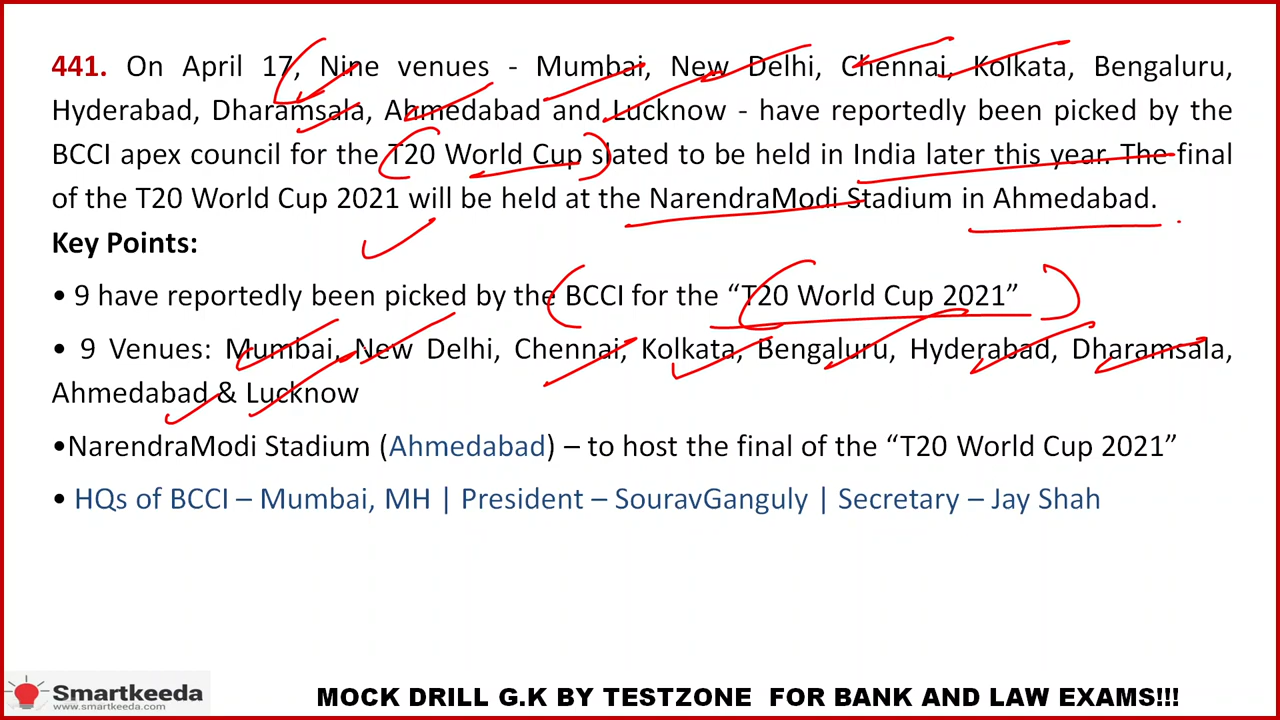 441. On April 17, Nine venues - Mumbai, New Delhi, Chennai, Kolkata, Bengaluru,
Hyderabad, Dharamsala, Ahmedabad and Lucknow - have reportedly been picked by the
BCCI apex council for the T20 World Cup slated to be held in India later this year. The final
of the T20 World Cup 2021 will be held at the NarendraModi Stadium in Ahmedabad.
Key Points:
• 9 have reportedly been picked by the BCCI for the “T20 World Cup 2021”
• 9 Venues: Mumbai, New Delhi, Chennai, Kolkata, Bengaluru, Hyderabad, Dharamsala,
Ahmedabad & Lucknow
•NarendraModi Stadium (Ahmedabad) – to host the final of the “T20 World Cup 2021”
• HQs of BCCI – Mumbai, MH | President – SouravGanguly | Secretary – Jay Shah
Smartkeeda
www.smartkeeda.com
MOCK DRILL G.K BY TESTZONE FOR BANK AND LAW EXAMS!!!